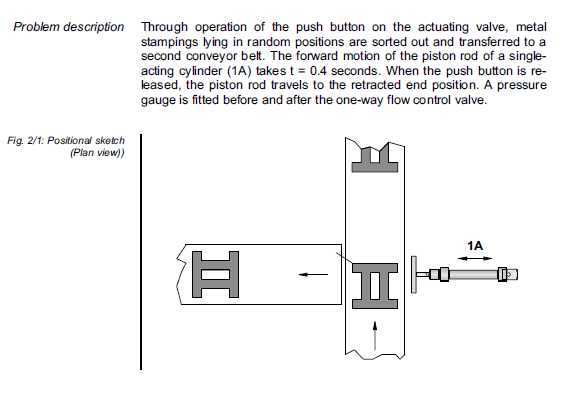 Problem description
Through operation of the push button on the actuating valve, metal
stampings lying in random positions are sorted out and transferred to a
second conveyor belt. The forward motion of the piston rod of a single-
acting cylinder (1A) takes t = 0.4 seconds. When the push button is re-
leased, the piston rod travels to the retracted end position. A pressure
gauge is fitted before and after the one-way flow control valve.
Fig. 2/1: Positional sketch
(Plan view))
1A